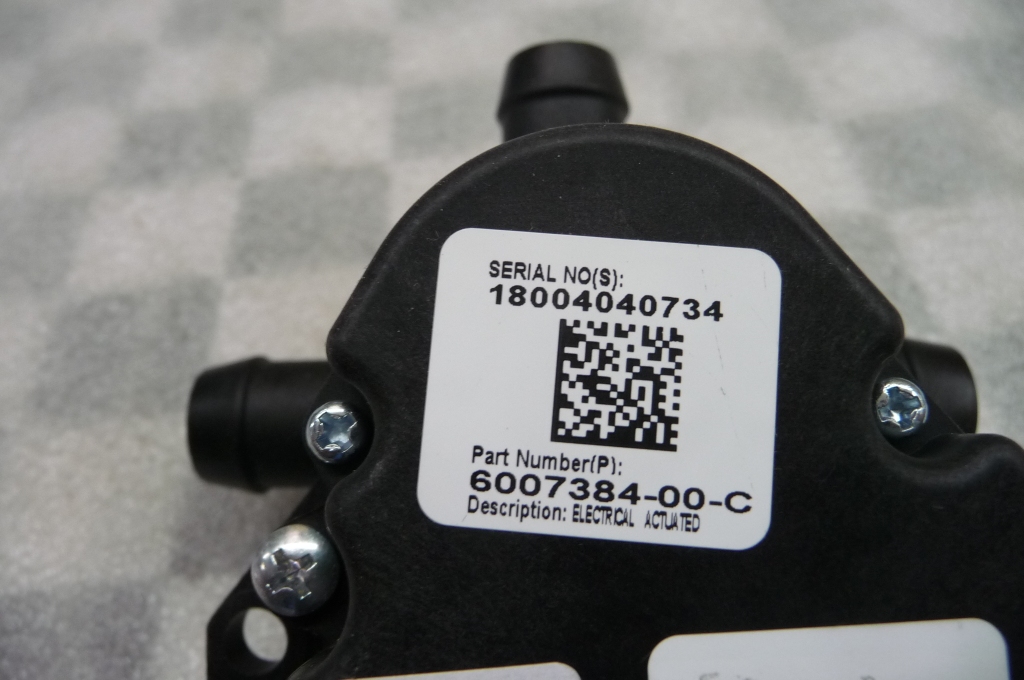 SERIAL NO(S):
18004040734
Part Number(P):
6007384-00-C
Description: ELECTRICAL ACTUATED